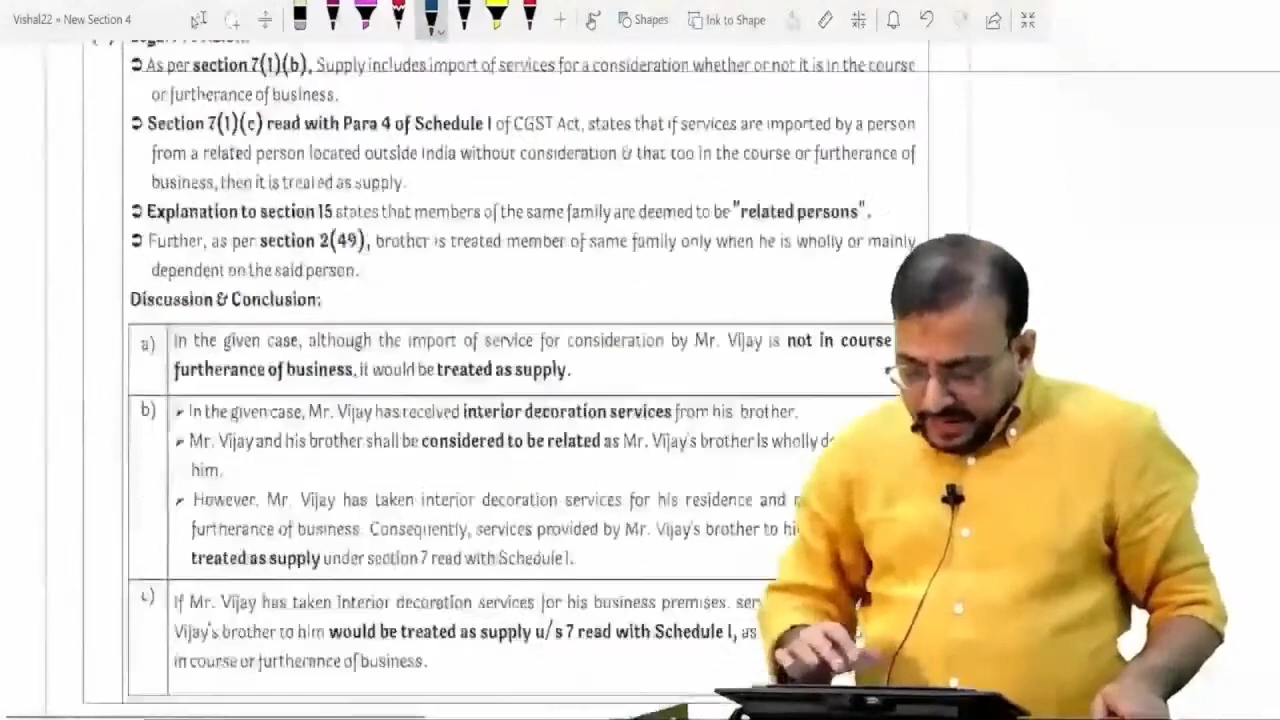 Vishal22 » New Section 4
Shapes
Ink to Shape
As per section 7(1)(b), Supply includes import of services for a consideration whether or not it is in the course
or furtherance of business.
Section 7(1)(c) read with Para 4 of Schedule I of CGST Act, states that if services are imported by a person
from a related person located outside India without consideration & that too in the course or furtherance of
business, then it is treated as supply.
Explanation to section 15 states that members of the same family are deemed to be "related persons".
Further, as per section 2(49), brother is treated member of same family only when he is wholly or mainly
dependent on the said person.
Discussion & Conclusion:
a) In the given case, although the import of service for consideration by Mr. Vijay is not in course
furtherance of business, it would be treated as supply.
b) In the given case, Mr. Vijay has received interior decoration services from his brother.
Mr. Vijay and his brother shall be considered to be related as Mr. Vijay's brother is wholly
him.
However, Mr. Vijay has taken interior decoration services for his residence and
furtherance of business. Consequently, services provided by Mr. Vijay's brother to
treated as supply under section 7 read with Schedule I.
c) If Mr. Vijay has taken interior decoration services for his business premises,
Vijay's brother to him would be treated as supply u/s 7 read with Schedule I, as
in course or furtherance of business.